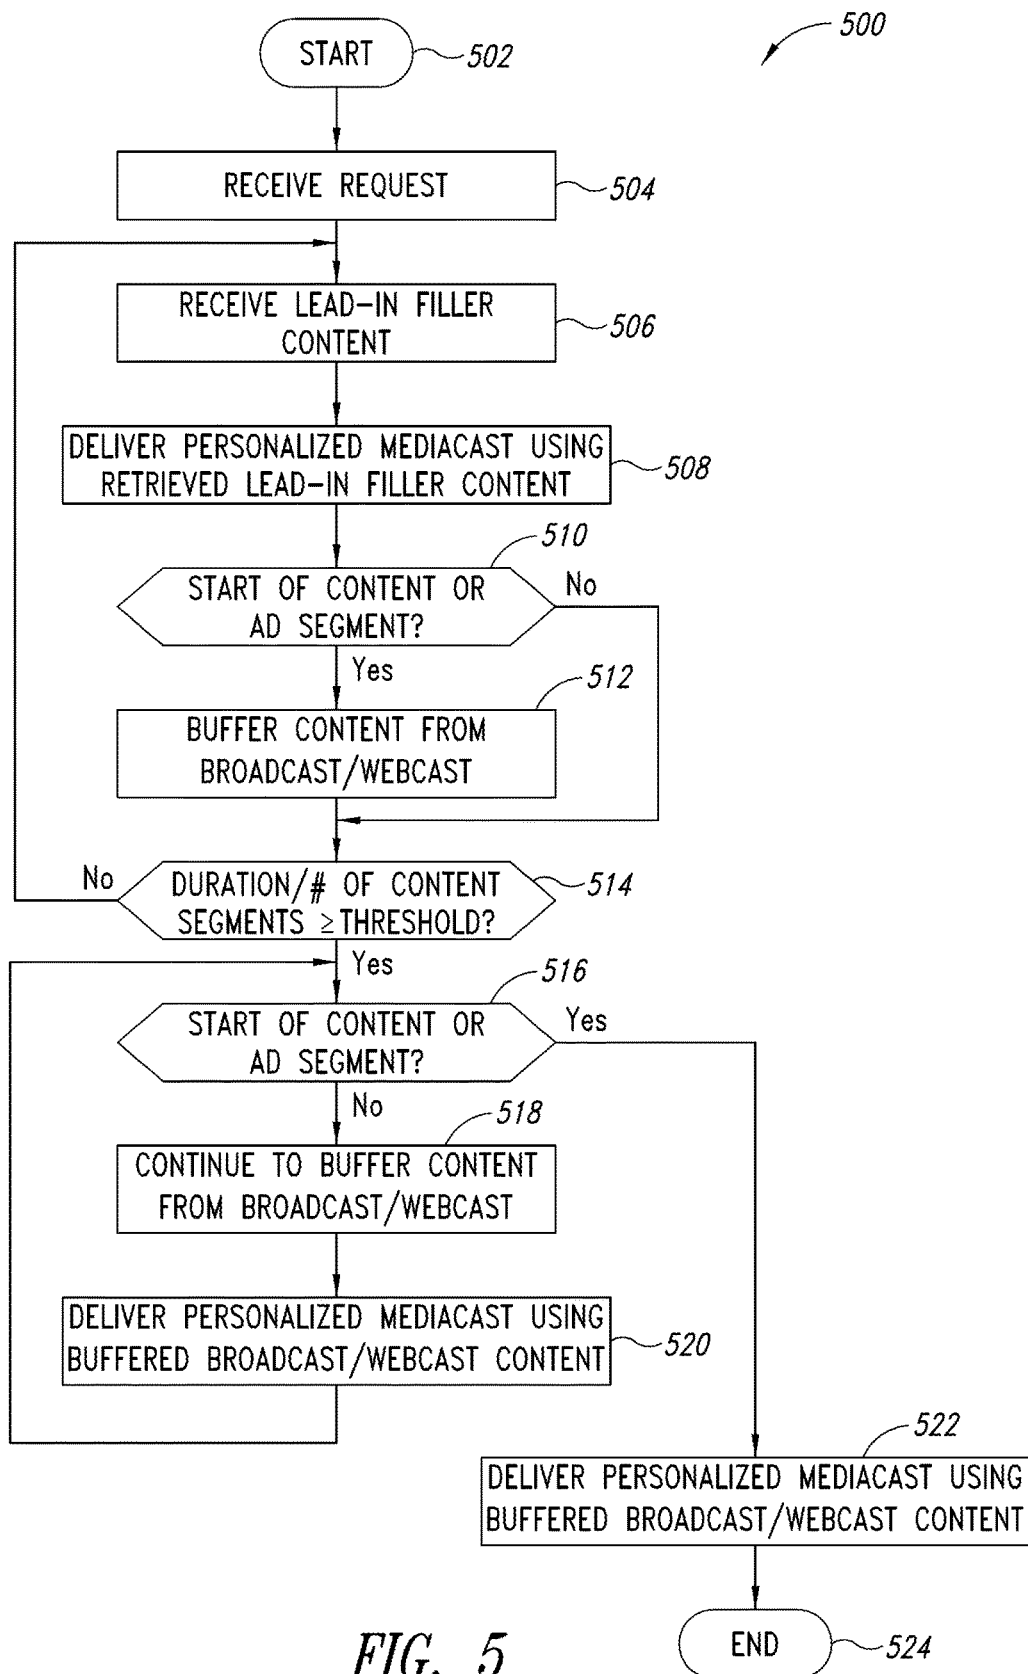 500
START
502
RECEIVE REQUEST
504
RECEIVE LEAD-IN FILLER
CONTENT
506
DELIVER PERSONALIZED MEDIACAST USING
RETRIEVED LEAD-IN FILLER CONTENT
508
510
START OF CONTENT OR
AD SEGMENT?
No
Yes
512
BUFFER CONTENT FROM
BROADCAST/WEBCAST
No
DURATION/# OF CONTENT
SEGMENTS ≥ THRESHOLD?
514
Yes
516
START OF CONTENT OR
AD SEGMENT?
Yes
No
518
CONTINUE TO BUFFER CONTENT
FROM BROADCAST/WEBCAST
DELIVER PERSONALIZED MEDIACAST USING
BUFFERED BROADCAST/WEBCAST CONTENT
520
522
DELIVER PERSONALIZED MEDIACAST USING
BUFFERED BROADCAST/WEBCAST CONTENT
END
524
FIG. 5